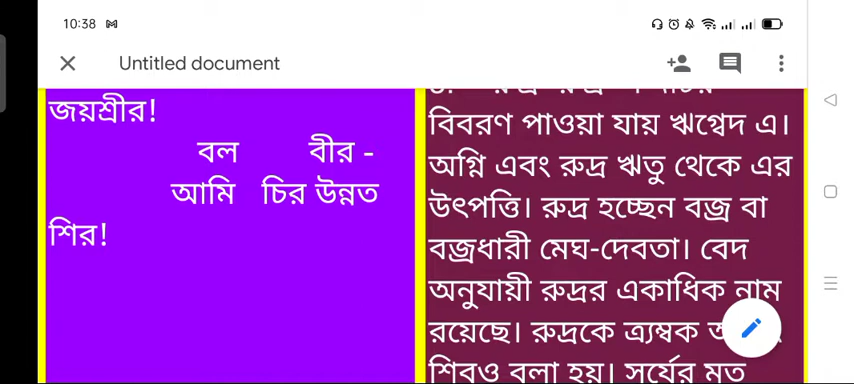 10:38
Untitled document
জয়শ্রীর!
বল বীর -
আমি চির উন্নত
শির!
বিবরণ পাওয়া যায় ঋগ্বেদ এ।
অগ্নি এবং রুদ্র ঋতু থেকে এর
উৎপত্তি। রুদ্র হচ্ছেন বজ্র বা
বজ্রধারী মেঘ-দেবতা। বেদ
অনুযায়ী রুদ্রর একাধিক নাম
রয়েছে। রুদ্রকে ত্র্যম্বক
শিবও বলা হয়। সূর্যের মত